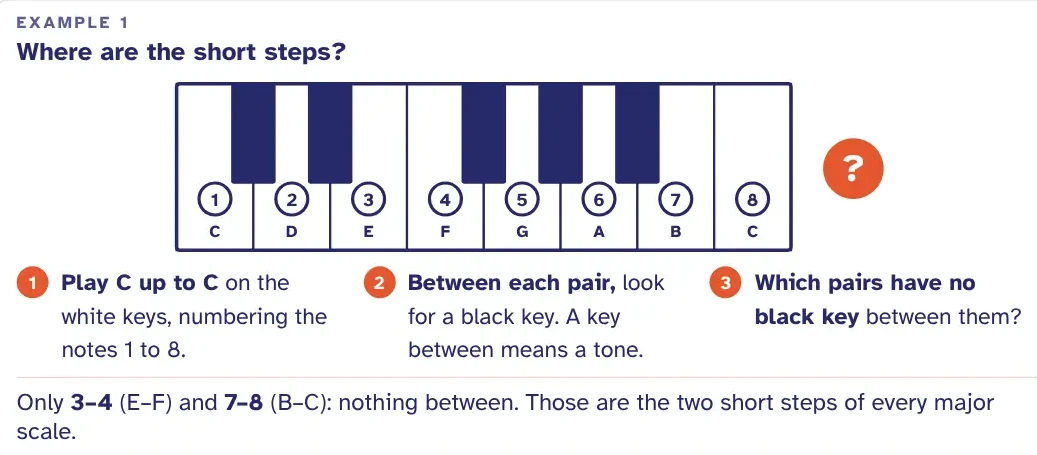 EXAMPLE 1
Where are the short steps?
1 2 3 4 5 6 7 8
C D E F G A B C
?
1 Play C up to C on the
white keys, numbering the
notes 1 to 8.
2 Between each pair, look
for a black key. A key
between means a tone.
3 Which pairs have no
black key between them?
Only 3–4 (E–F) and 7–8 (B–C): nothing between. Those are the two short steps of every major
scale.